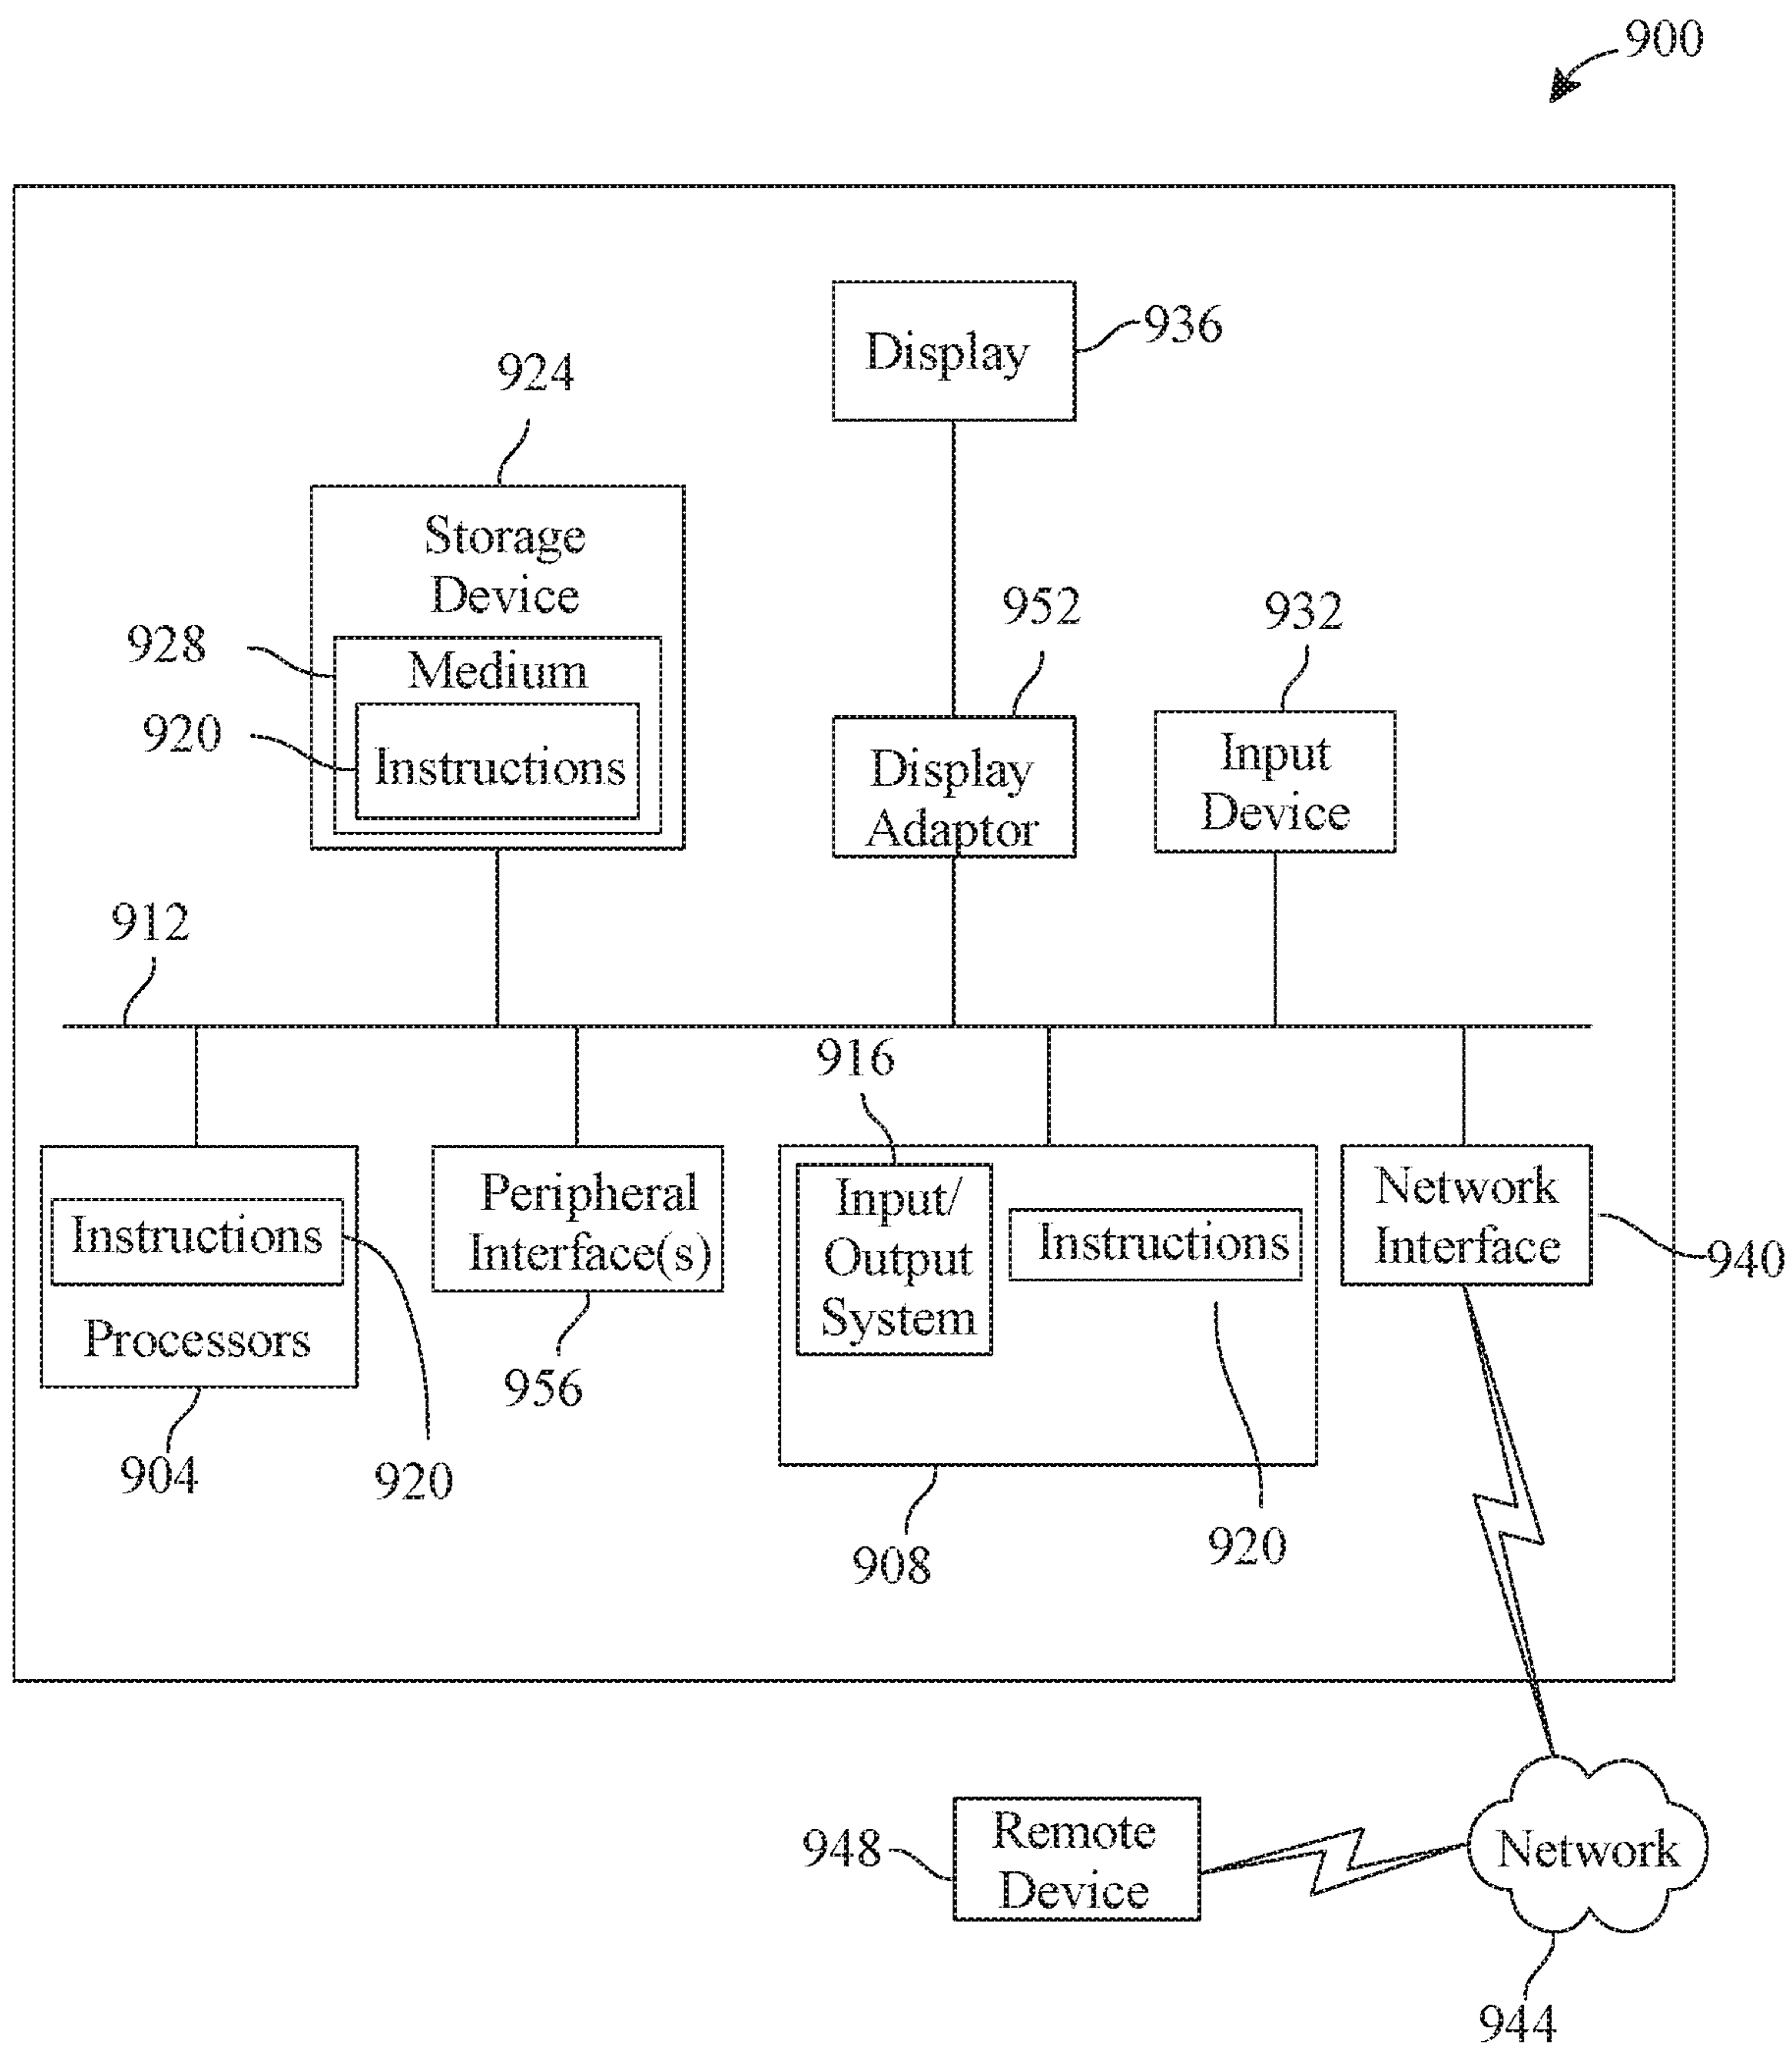 900
Display
936
924
Storage
Device
928
Medium
920
Instructions
952
Display
Adaptor
932
Input
Device
912
916
Instructions
Processors
904
920
Peripheral
Interface(s)
956
Input/
Output
System
Instructions
908
920
Network
Interface
940
948
Remote
Device
Network
944